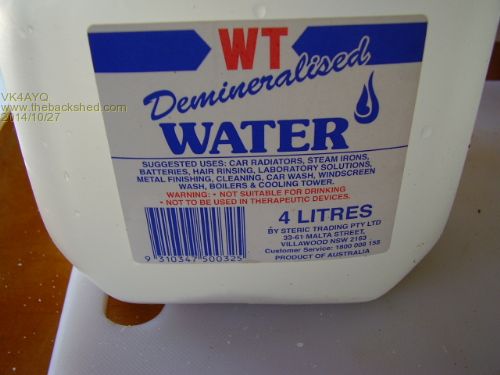 WT
Demineralised
WATER
SUGGESTED USES: CAR RADIATORS, STEAM IRONS,
BATTERIES, HAIR RINSING, LABORATORY SOLUTIONS,
METAL FINISHING, CLEANING, CAR WASH, WINDSCREEN
WASH, BOILERS & COOLING TOWER.
WARNING: • NOT SUITABLE FOR DRINKING
• NOT TO BE USED IN THERAPEUTIC DEVICES.
4 LITRES
BY STERIC TRADING PTY LTD
33-61 MALTA STREET,
VILLAWOOD NSW 2163
Customer Service: 1800 008 158
PRODUCT OF AUSTRALIA
9 310347 500325
VK4AYQ
www.thebackshed.com
2014/10/27